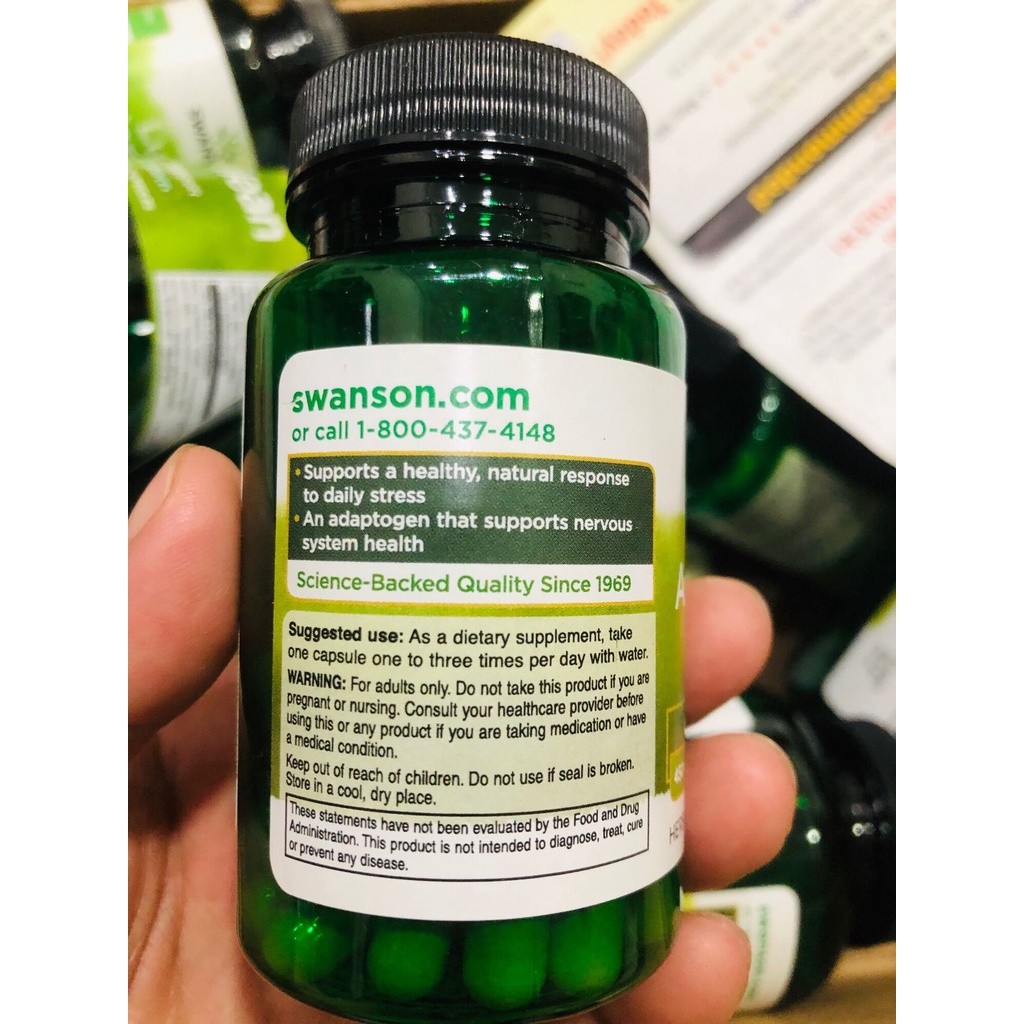 swanson.com
or call 1-800-437-4148
• Supports a healthy, natural response
to daily stress
• An adaptogen that supports nervous
system health
Science-Backed Quality Since 1969
Suggested use: As a dietary supplement, take
one capsule one to three times per day with water.
WARNING: For adults only. Do not take this product if you are
pregnant or nursing. Consult your healthcare provider before
using this or any product if you are taking medication or have
a medical condition.
Keep out of reach of children. Do not use if seal is broken.
Store in a cool, dry place.
These statements have not been evaluated by the Food and Drug
Administration. This product is not intended to diagnose, treat, cure
or prevent any disease.